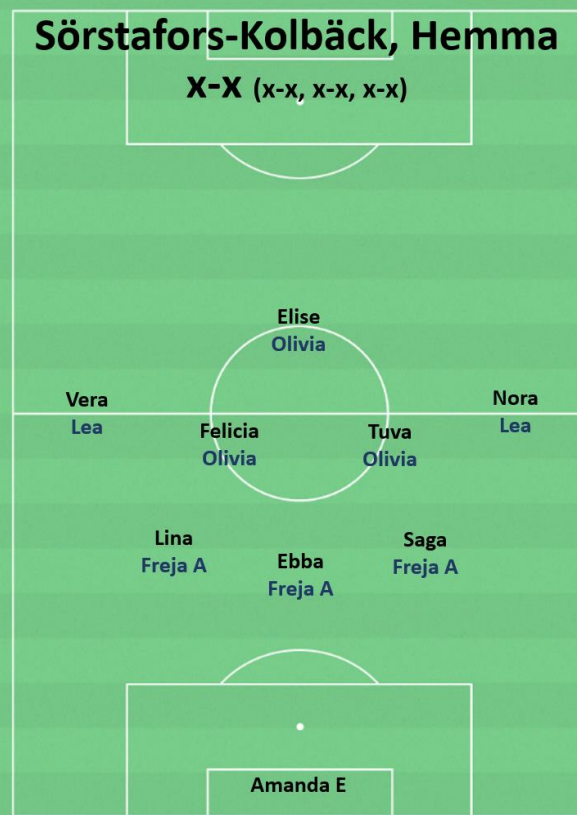 Sörstafors-Kolbäck, Hemma
x-x (x-x, x-x, x-x)
Elise
Olivia
Vera
Lea
Nora
Lea
Felicia
Olivia
Tuva
Olivia
Lina
Freja A
Ebba
Freja A
Saga
Freja A
Amanda E